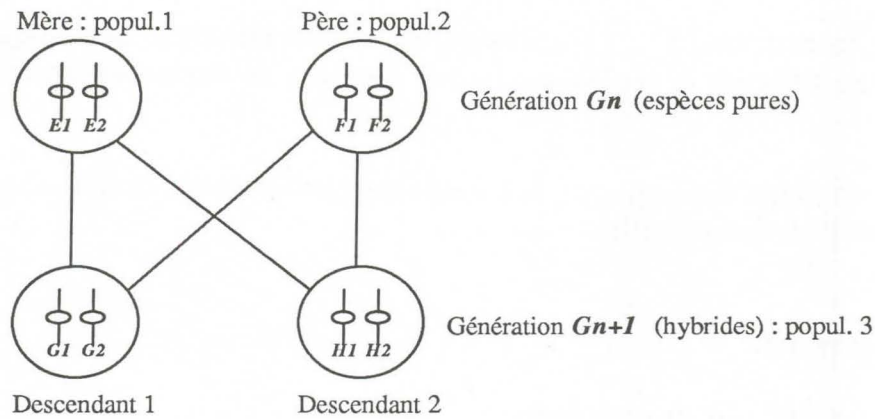 Mère : popul.1 Père : popul.2
E1 E2 F1 F2
Génération Gn (espèces pures)
G1 G2 H1 H2
Génération Gn+1 (hybrides) : popul. 3
Descendant 1 Descendant 2